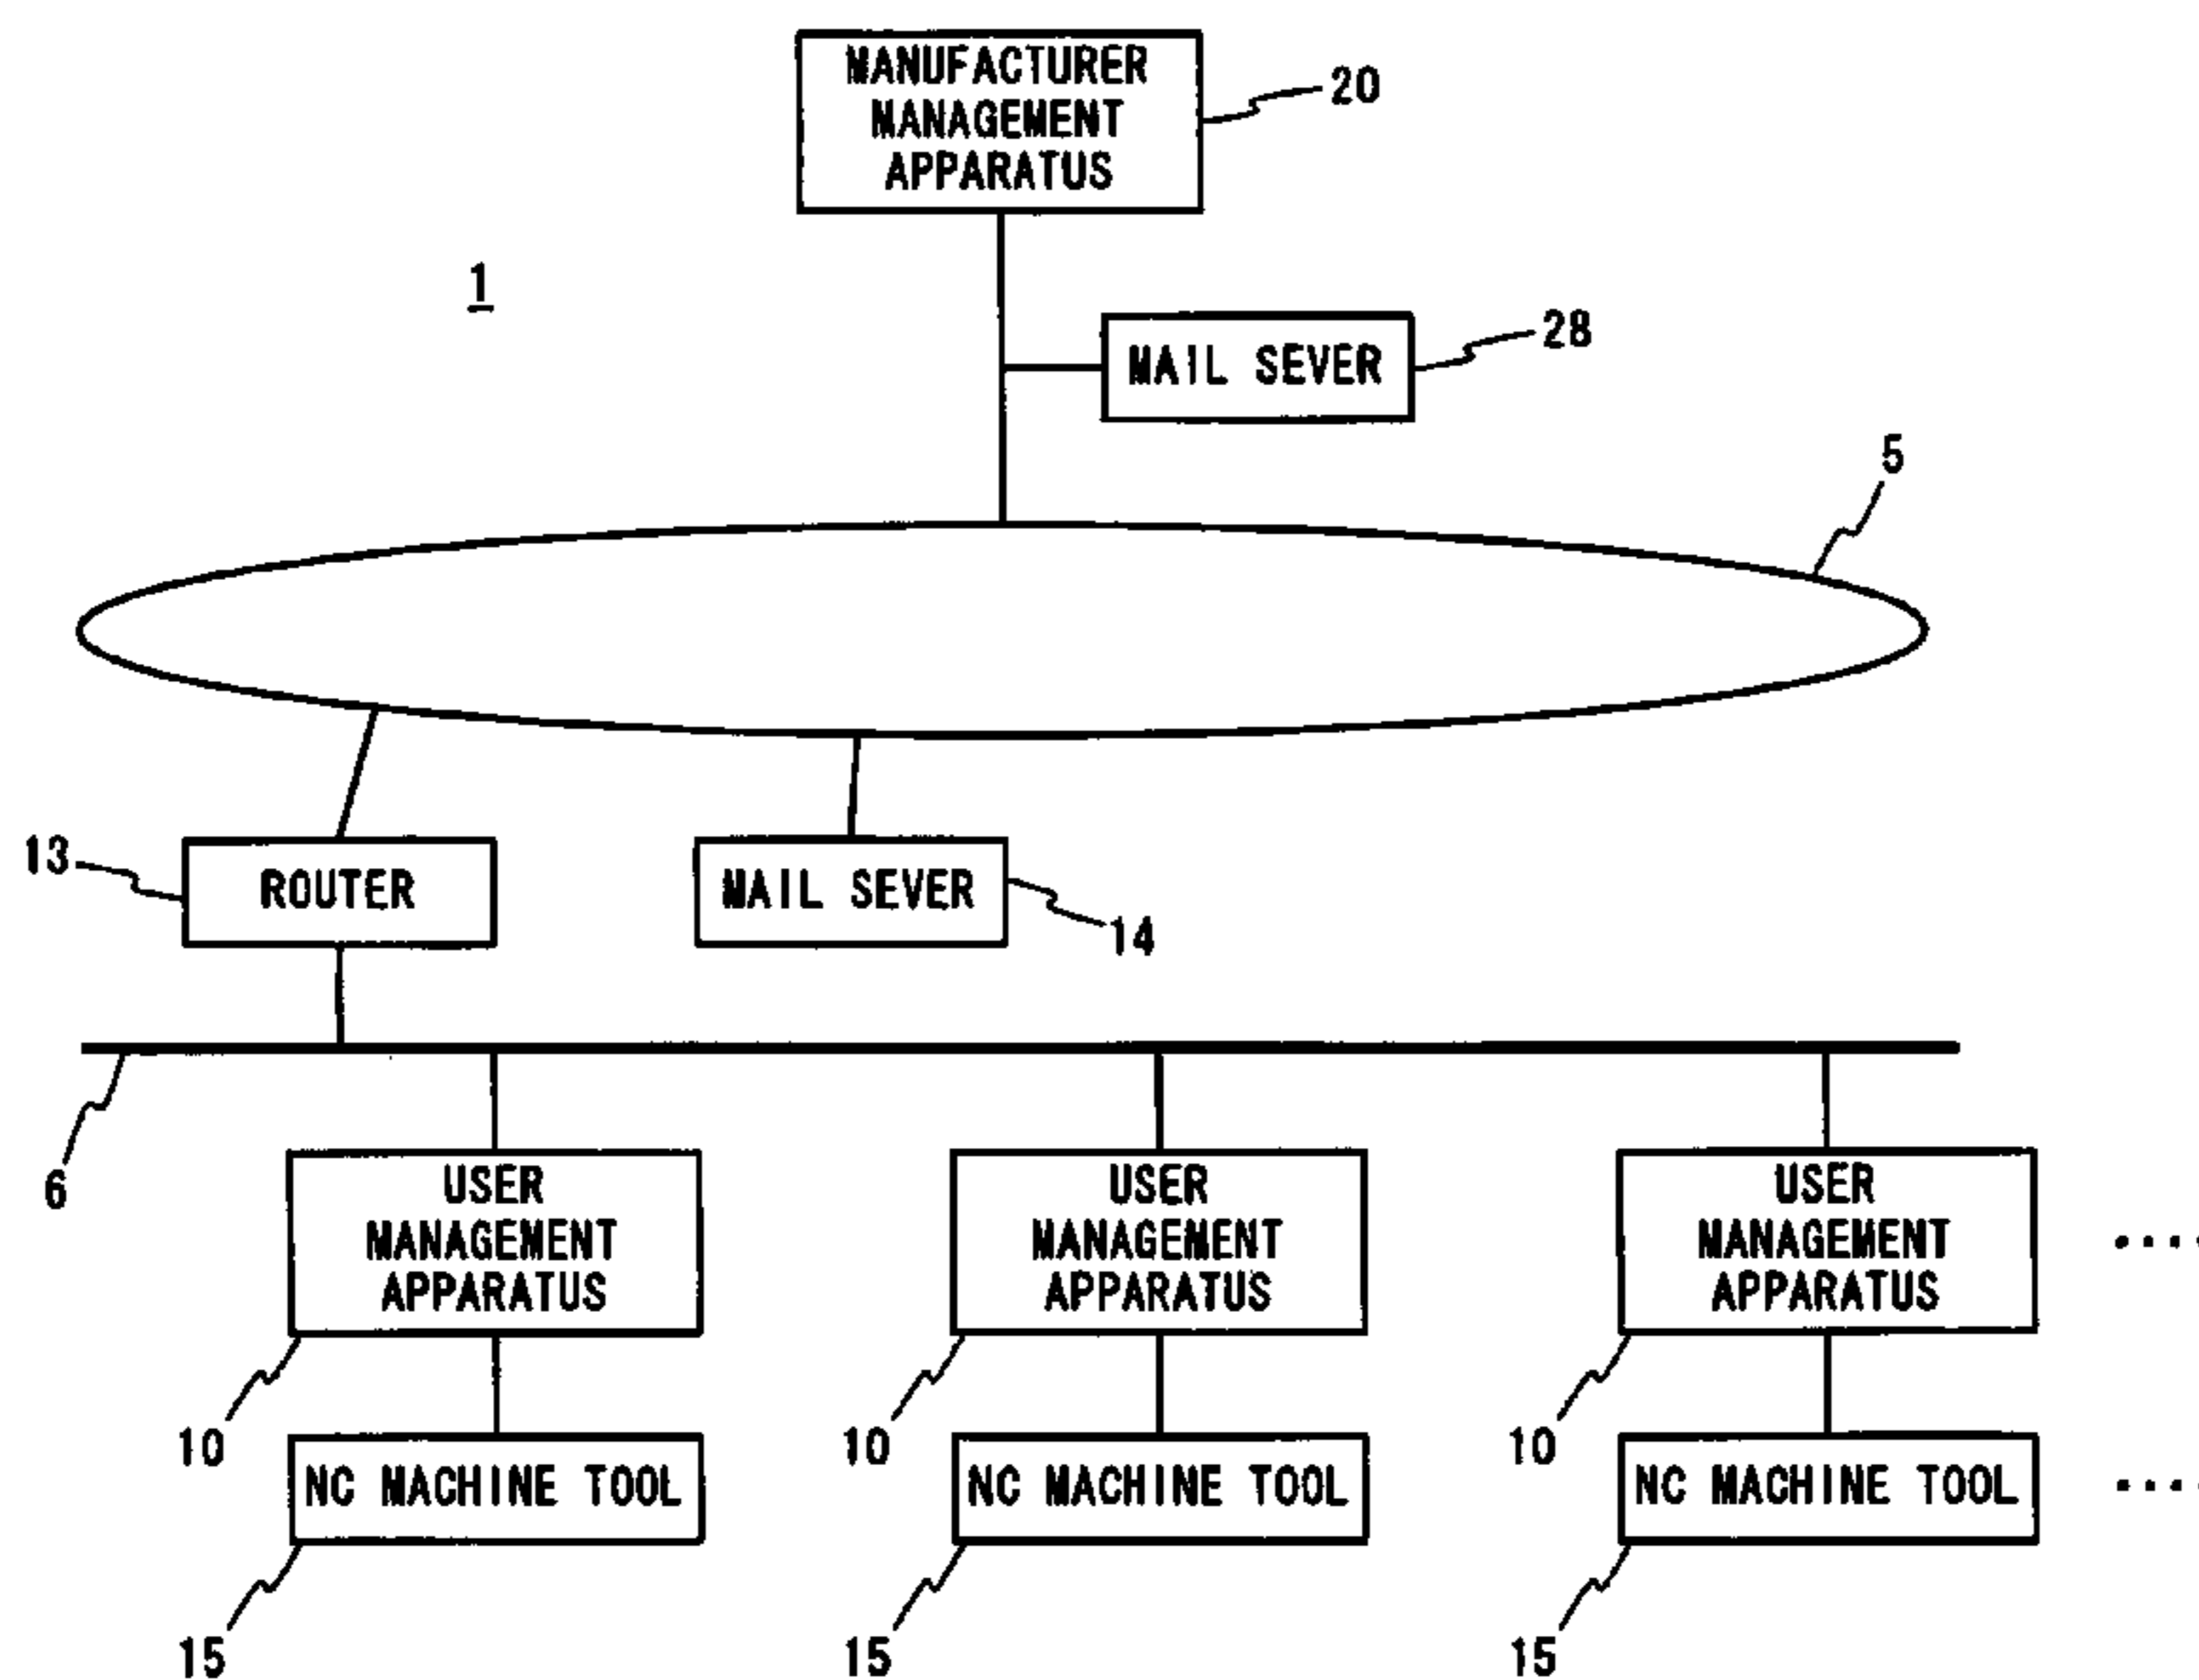 MANUFACTURER
MANAGEMENT
APPARATUS
20
1
MAIL SEVER
28
5
13
ROUTER
MAIL SEVER
14
6
USER
MANAGEMENT
APPARATUS
USER
MANAGEMENT
APPARATUS
USER
MANAGEMENT
APPARATUS
....
10
10
10
NC MACHINE TOOL
NC MACHINE TOOL
NC MACHINE TOOL
....
15
15
15